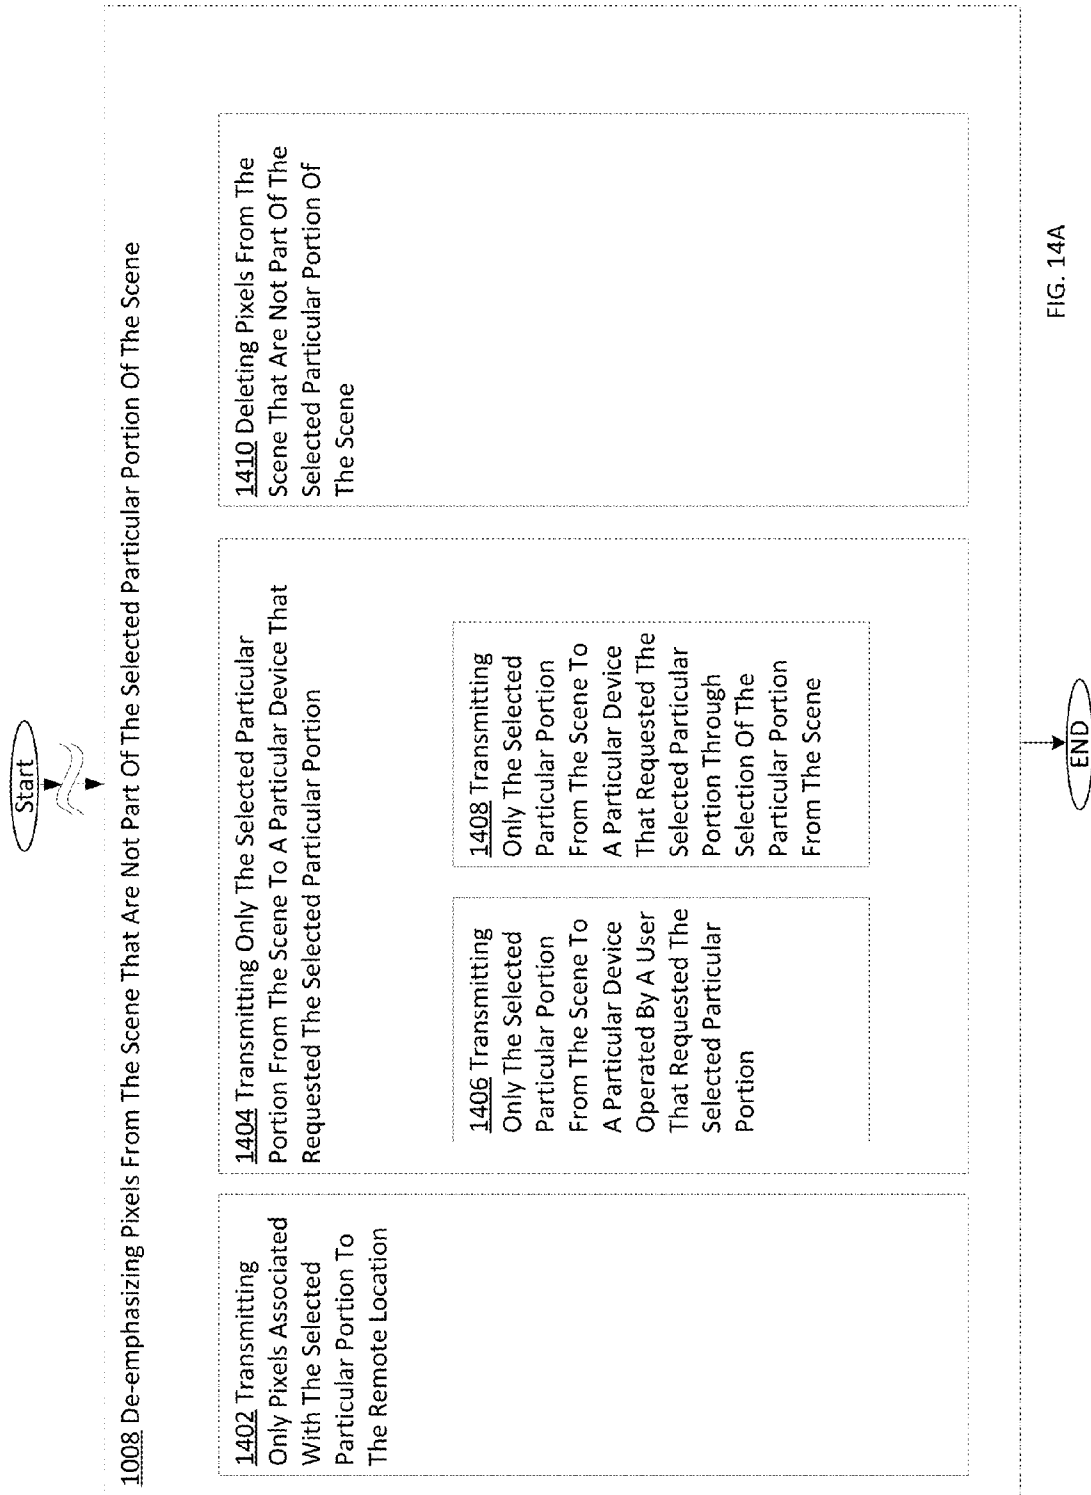 Start
1008 De-emphasizing Pixels From The Scene That Are Not Part Of The Selected Particular Portion Of The Scene
1402 Transmitting
Only Pixels Associated
With The Selected
Particular Portion To
The Remote Location
1404 Transmitting Only The Selected Particular
Portion From The Scene To A Particular Device That
Requested The Selected Particular Portion
1406 Transmitting
Only The Selected
Particular Portion
From The Scene To
A Particular Device
Operated By A User
That Requested The
Selected Particular
Portion
1408 Transmitting
Only The Selected
Particular Portion
From The Scene To
A Particular Device
That Requested The
Selected Particular
Portion Through
Selection Of The
Particular Portion
From The Scene
1410 Deleting Pixels From The
Scene That Are Not Part Of The
Selected Particular Portion Of
The Scene
END
FIG. 14A